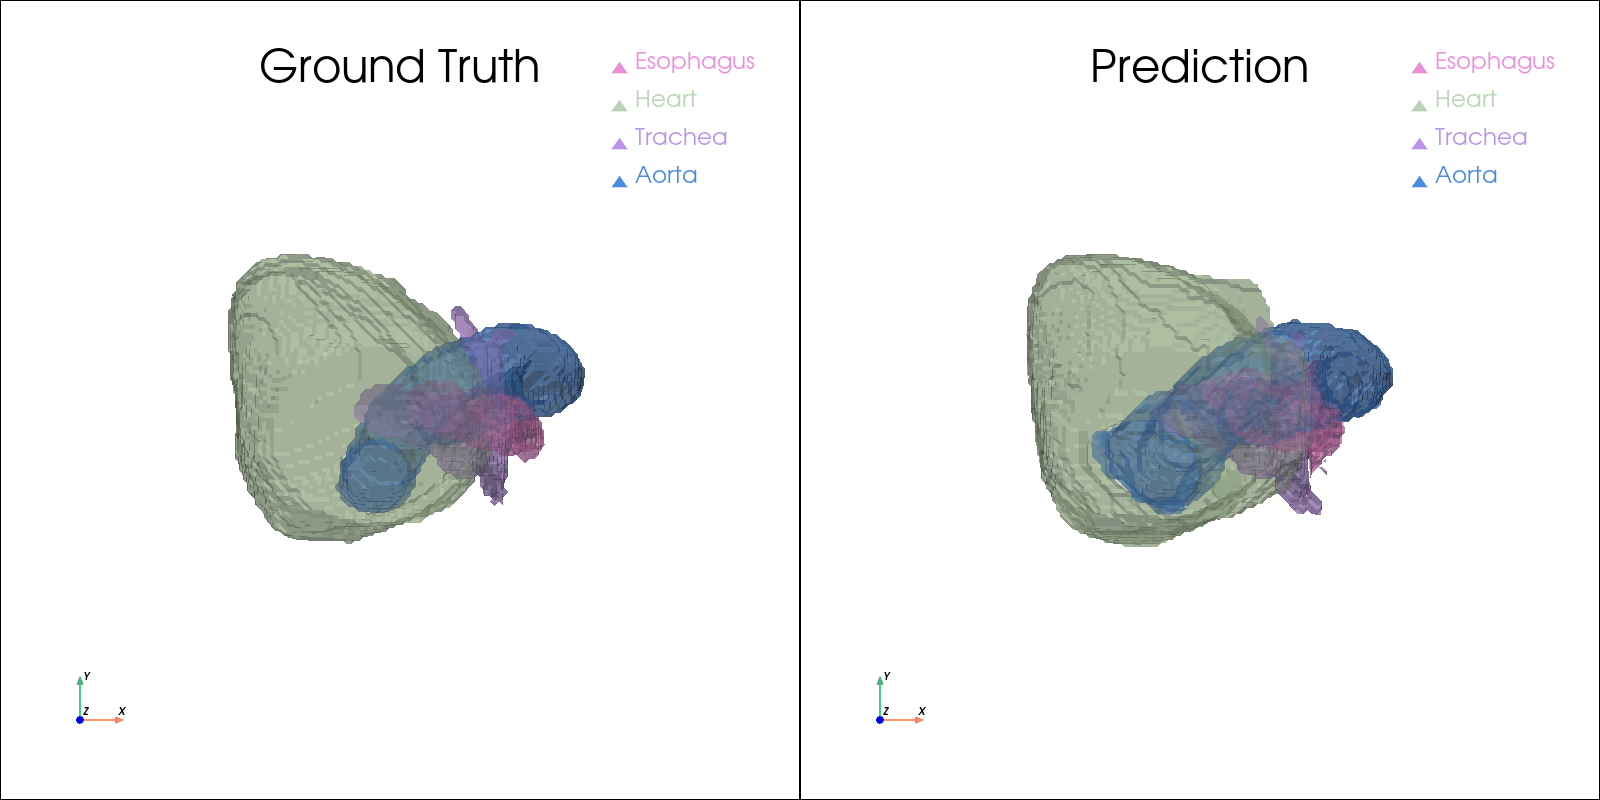 Ground Truth
Esophagus
Heart
Trachea
Aorta
Y
Z
X
Prediction
Esophagus
Heart
Trachea
Aorta
Y
Z
X